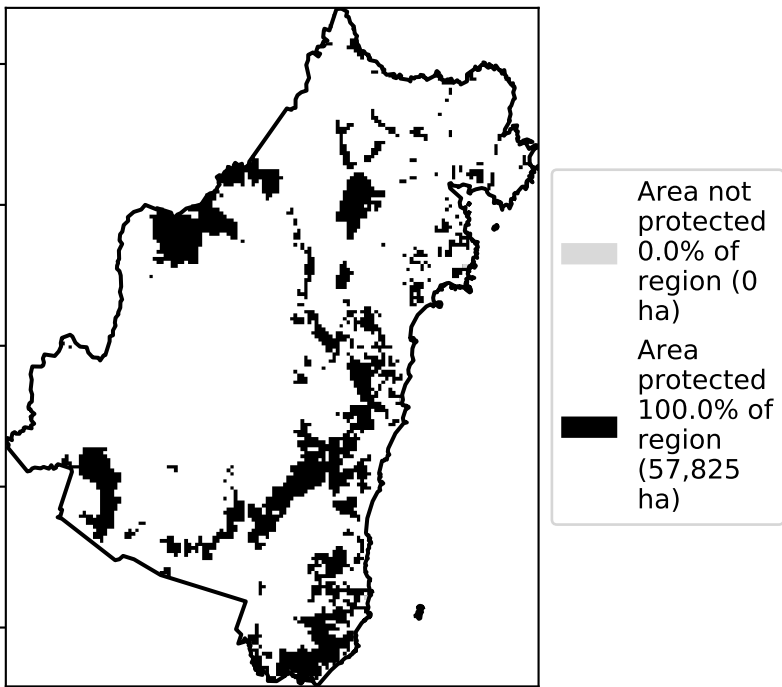 Area not
protected
0.0% of
region (0
ha)
Area
protected
100.0% of
region
(57,825
ha)